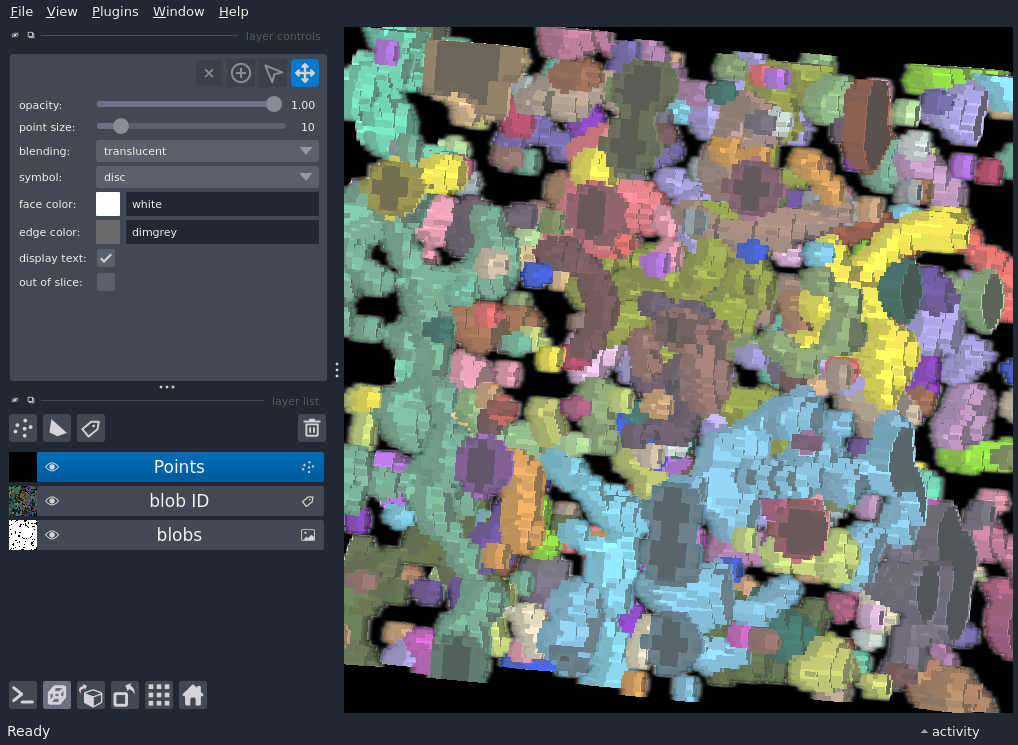 File View Plugins Window Help
layer controls
opacity: 1.00
point size: 10
blending: translucent
symbol: disc
face color: white
edge color: dimgrey
display text:
out of slice:
layer list
Points
blob ID
blobs
Ready activity